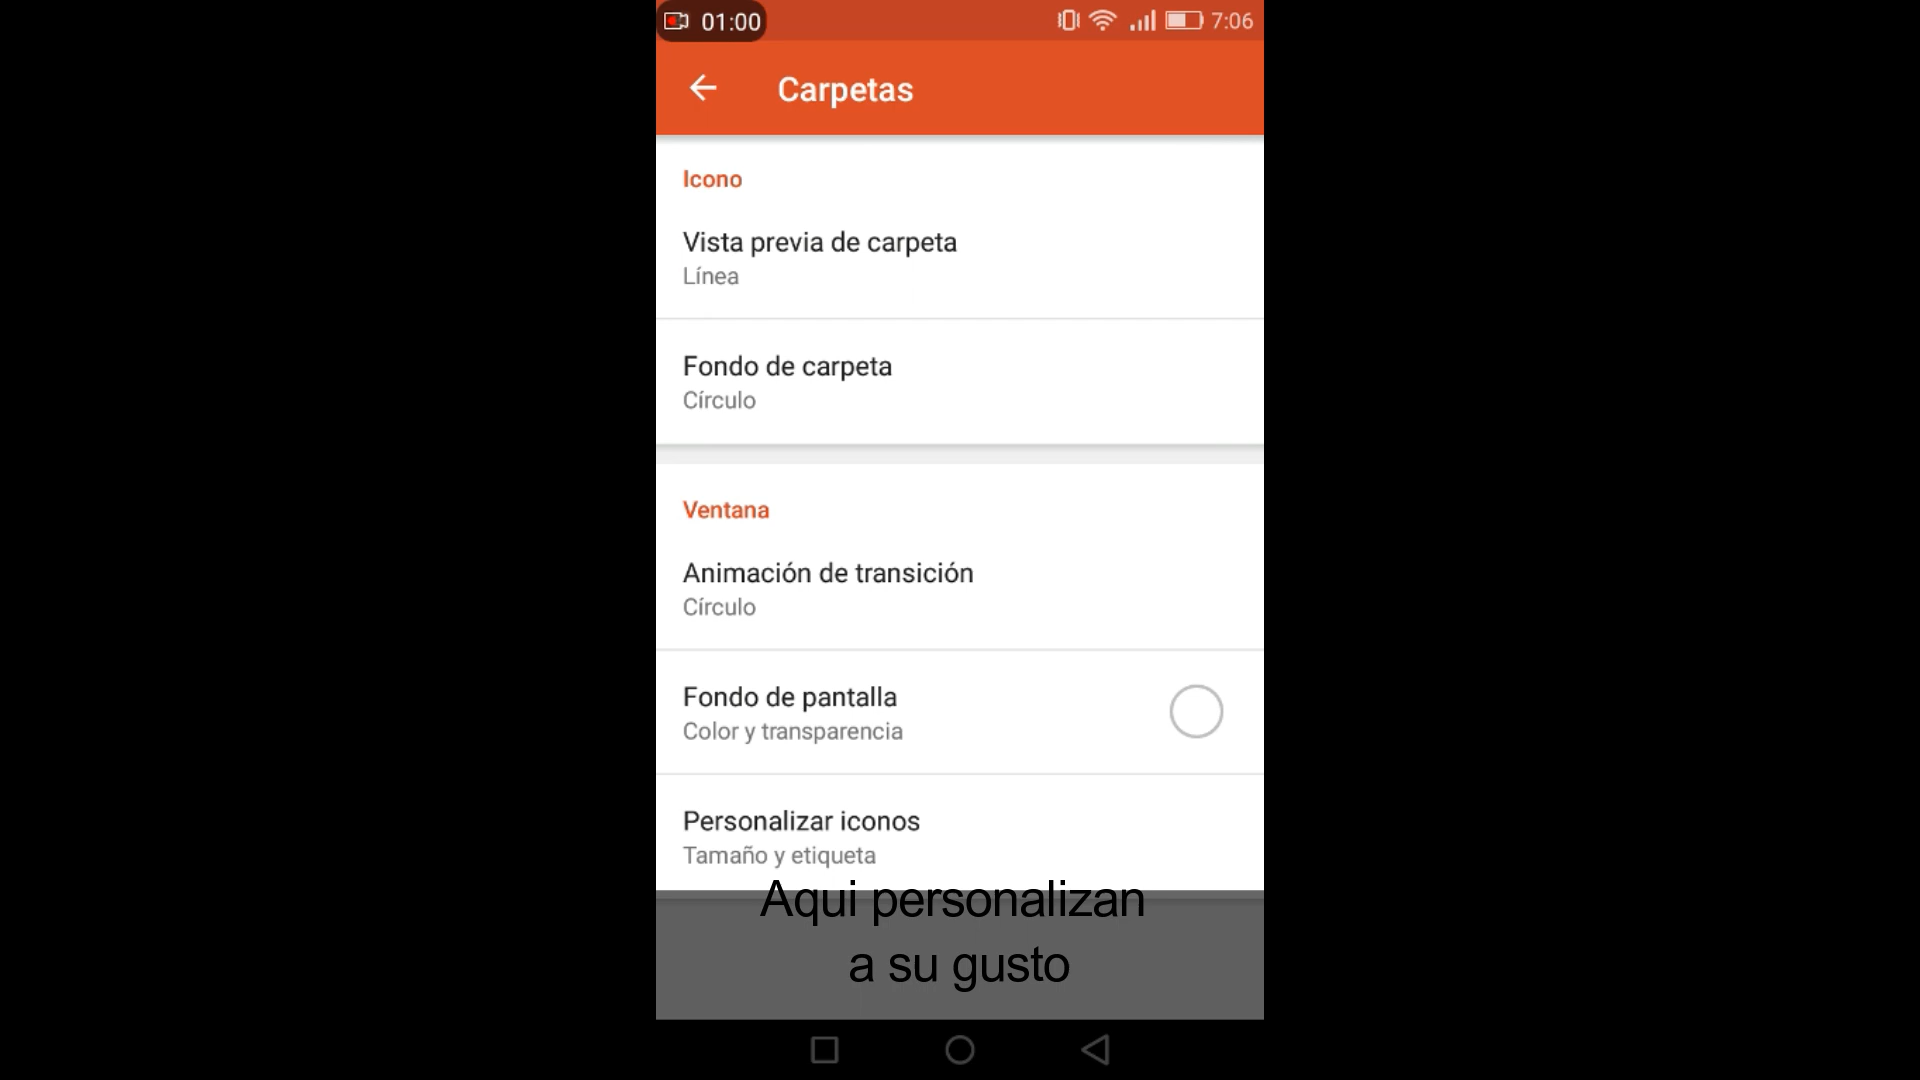 01:00
7:06
Carpetas
Icono
Vista previa de carpeta
Línea
Fondo de carpeta
Círculo
Ventana
Animación de transición
Círculo
Fondo de pantalla
Color y transparencia
Personalizar iconos
Tamaño y etiqueta
Aqui personalizan
a su gusto